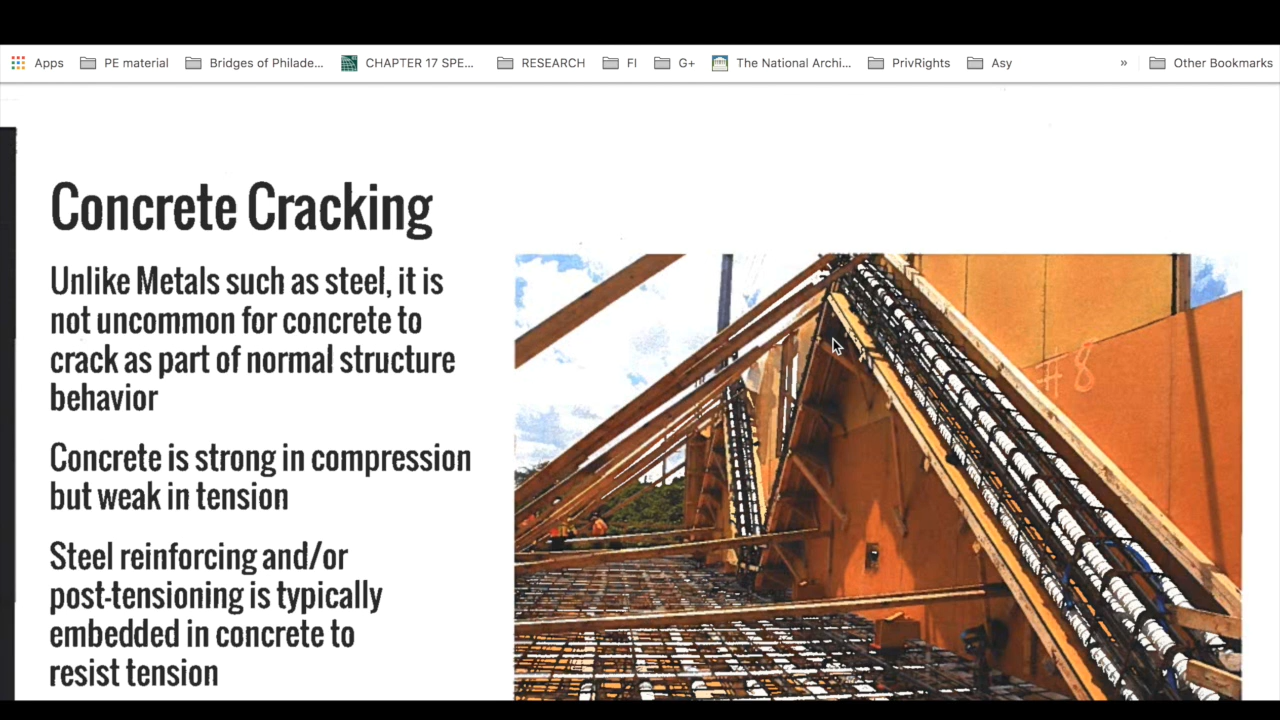 Apps PE material Bridges of Philade... CHAPTER 17 SPE... RESEARCH FI G+ The National Archi... PrivRights Asy » Other Bookmarks
Concrete Cracking
Unlike Metals such as steel, it is
not uncommon for concrete to
crack as part of normal structure
behavior
Concrete is strong in compression
but weak in tension
Steel reinforcing and/or
post-tensioning is typically
embedded in concrete to
resist tension
#8